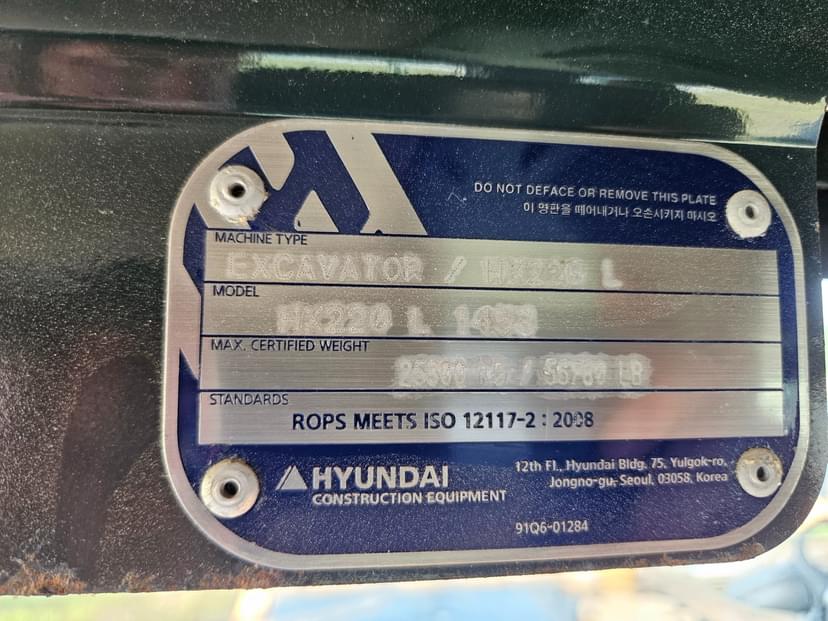 DO NOT DEFACE OR REMOVE THIS PLATE
이 명판을 떼어내거나 오손시키지 마시오
MACHINE TYPE
EXCAVATOR / L
MODEL
HX220 L
MAX. CERTIFIED WEIGHT
/ LB
STANDARDS
ROPS MEETS ISO 12117-2 : 2008
HYUNDAI
CONSTRUCTION EQUIPMENT
12th Fl., Hyundai Bldg. 75, Yulgok-ro,
Jongno-gu, Seoul, 03058, Korea
91Q6-01284